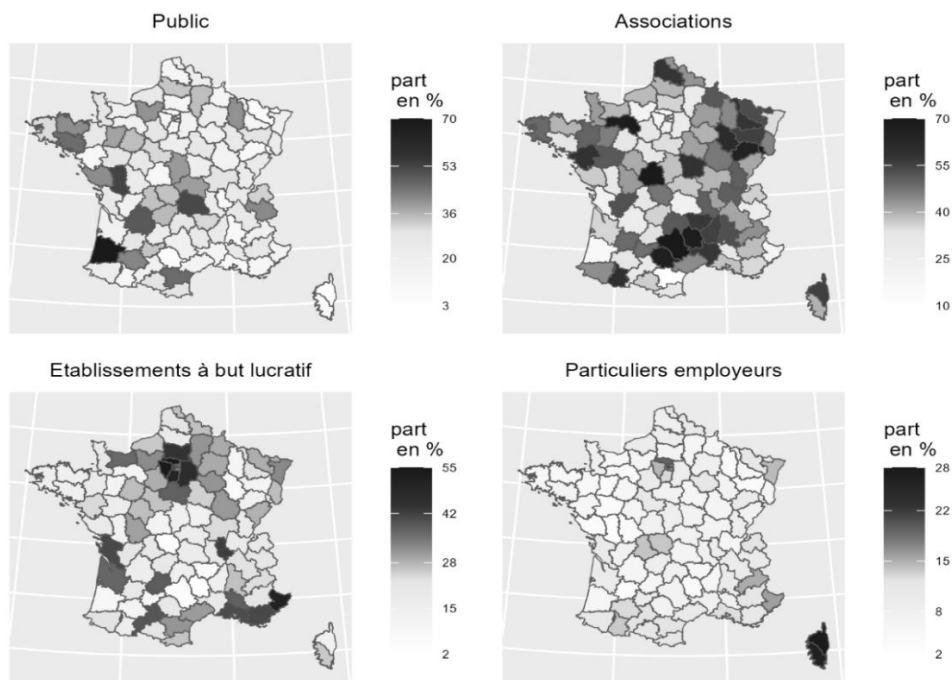 Public
part
en %
70
53
36
20
3
Associations
part
en %
70
55
40
25
10
Etablissements à but lucratif
part
en %
55
42
28
15
2
Particuliers employeurs
part
en %
28
22
15
8
2